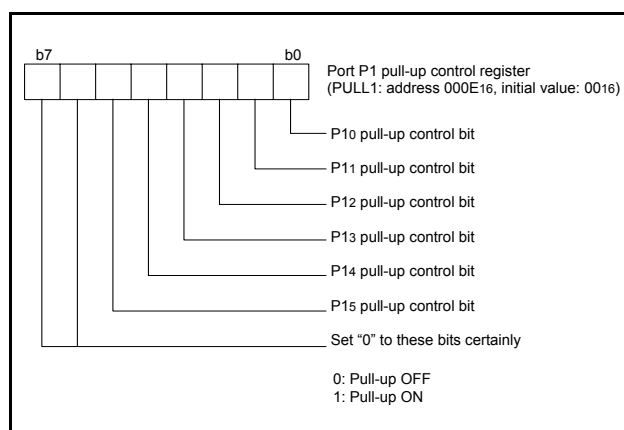 b7 b0
Port P1 pull-up control register
(PULL1: address 000E16, initial value: 0016)
P10 pull-up control bit
P11 pull-up control bit
P12 pull-up control bit
P13 pull-up control bit
P14 pull-up control bit
P15 pull-up control bit
Set “0” to these bits certainly
0: Pull-up OFF
1: Pull-up ON